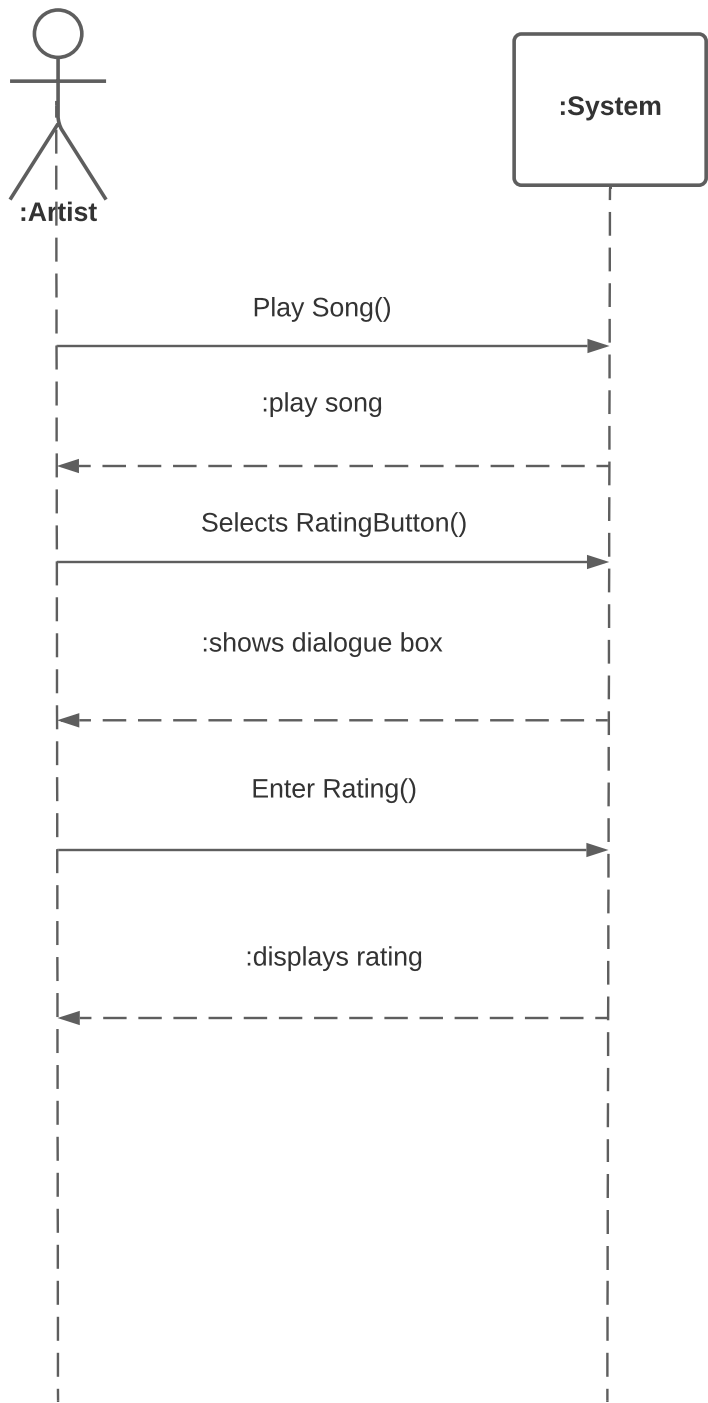 :System
:Artist
Play Song()
:play song
Selects RatingButton()
:shows dialogue box
Enter Rating()
:displays rating